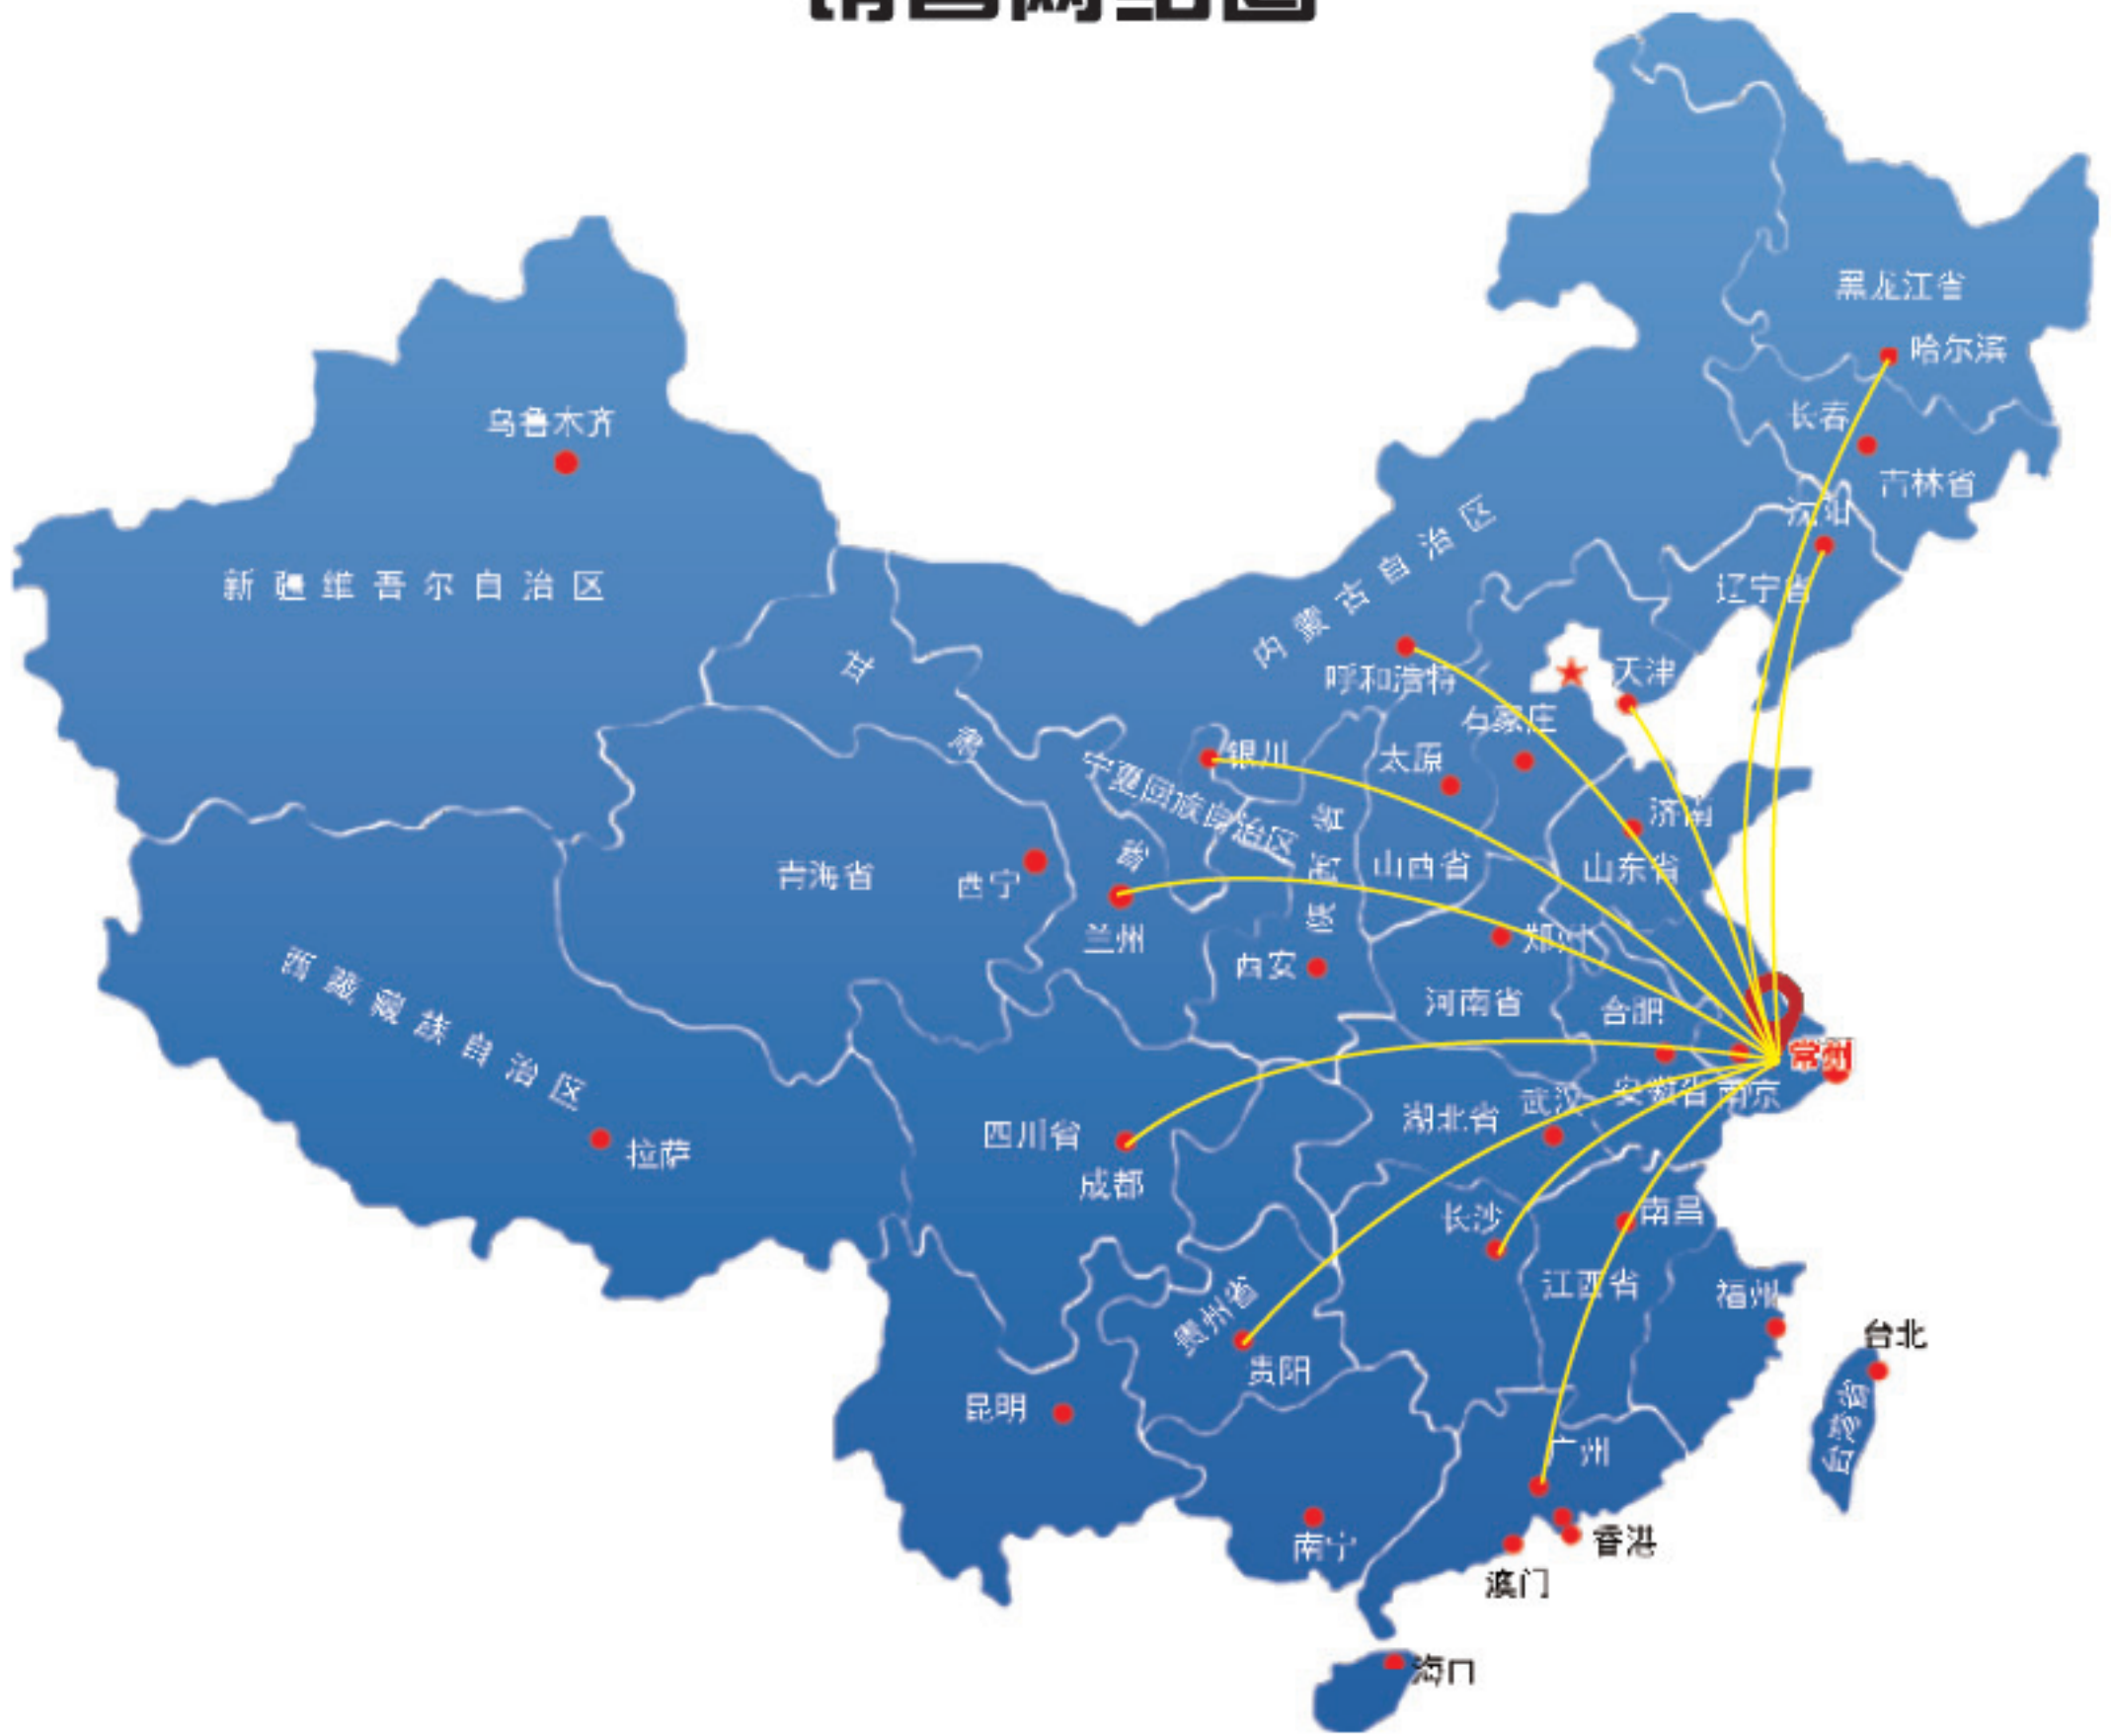 黑龙江省
哈尔滨
长春
吉林省
沈阳
辽宁省
乌鲁木齐
新疆维吾尔自治区
内蒙古自治区
呼和浩特
天津
石家庄
太原
银川
宁夏回族自治区
甘
肃
济南
山东省
山西省
陕西省
青海省
西宁
兰州
西安
郑州
河南省
合肥
常州
西藏藏族自治区
拉萨
四川省
成都
湖北省
武汉
安徽省
南京
长沙
南昌
江西省
福州
台北
台湾省
贵州省
贵阳
昆明
广州
南宁
香港
澳门
海口